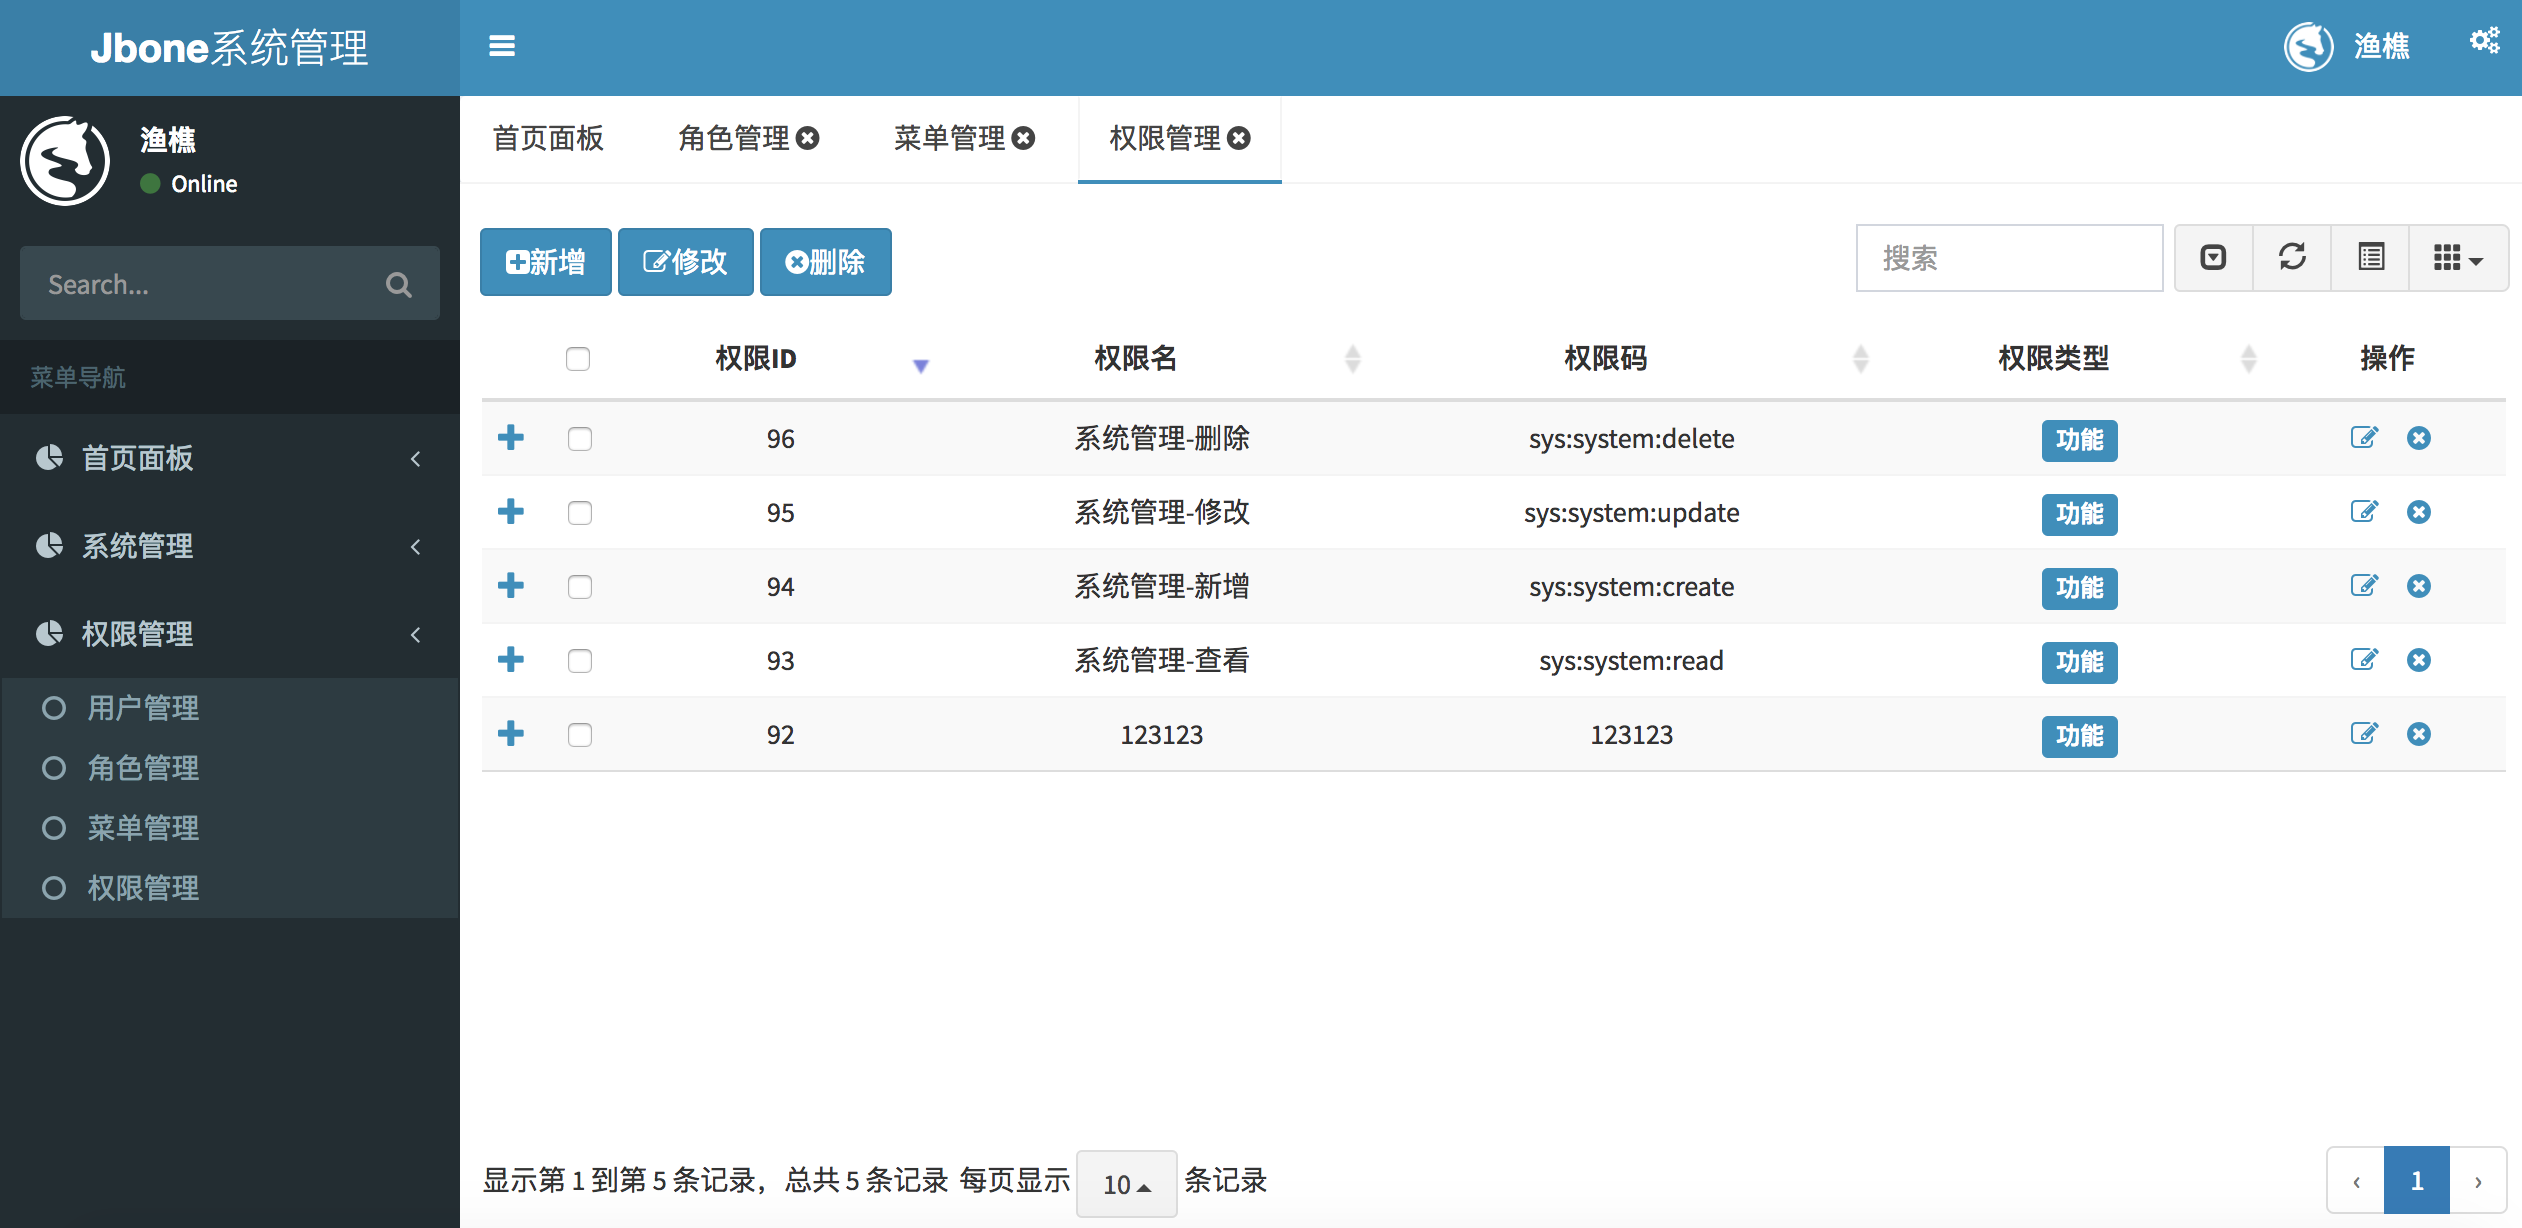 Jbone系统管理
渔樵
渔樵
Online
Search...
菜单导航
首页面板
系统管理
权限管理
用户管理
角色管理
菜单管理
权限管理
首页面板 角色管理 菜单管理 权限管理
新增 修改 删除 搜索
权限ID 权限名 权限码 权限类型 操作
96 系统管理-删除 sys:system:delete 功能
95 系统管理-修改 sys:system:update 功能
94 系统管理-新增 sys:system:create 功能
93 系统管理-查看 sys:system:read 功能
92 123123 123123 功能
显示第 1 到第 5 条记录，总共 5 条记录 每页显示 10 条记录 ‹ 1 ›